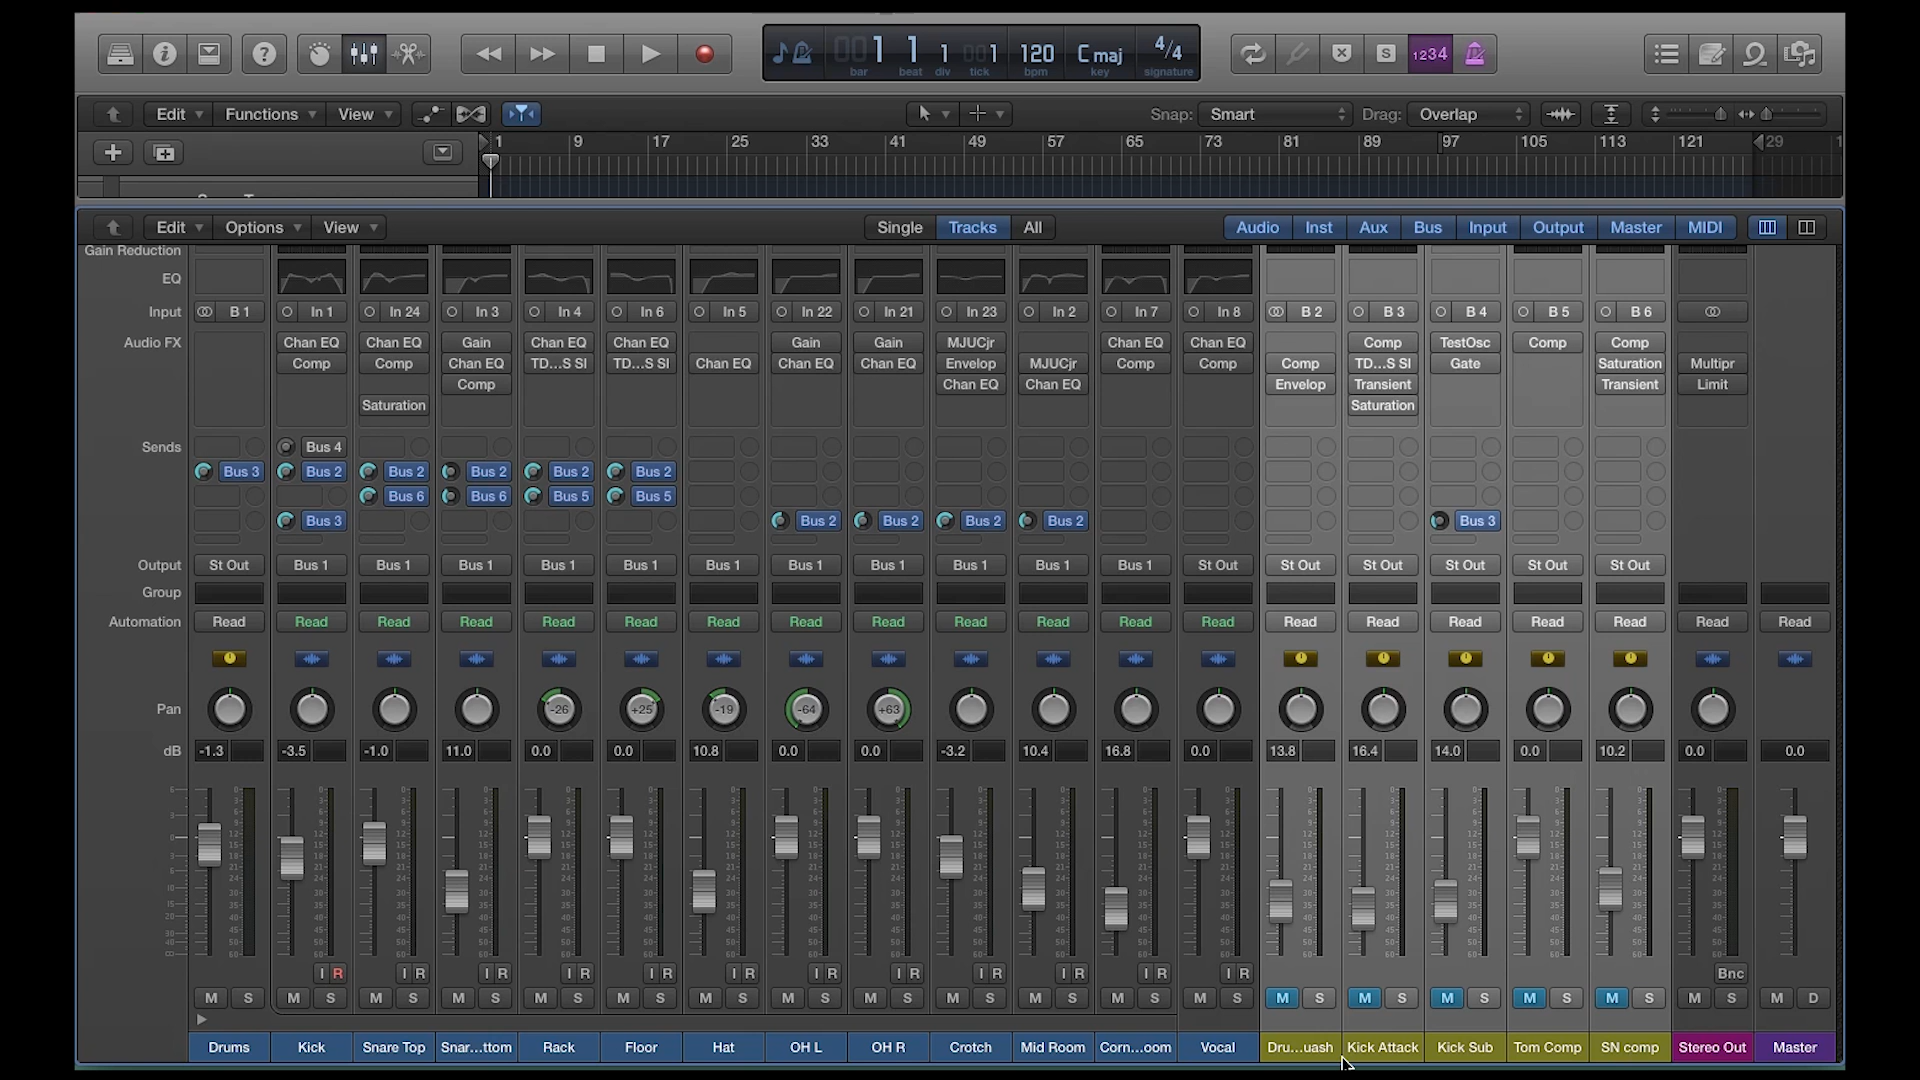 001 1 1 001 120 C maj 4/4
bar beat div tick bpm key signature
S 1234
Edit Functions View Snap: Smart Drag: Overlap
1 9 17 25 33 41 49 57 65 73 81 89 97 105 113 121 29
Edit Options View Single Tracks All Audio Inst Aux Bus Input Output Master MIDI
Gain Reduction
EQ
Input B 1 In 1 In 24 In 3 In 4 In 6 In 5 In 22 In 21 In 23 In 2 In 7 In 8 B 2 B 3 B 4 B 5 B 6
Audio FX Chan EQ Chan EQ Gain Chan EQ Chan EQ Gain Gain MJUCjr Chan EQ Chan EQ Comp TestOsc Comp Comp
Comp Comp Chan EQ TD...S SI TD...S SI Chan EQ Chan EQ Chan EQ Envelop MJUCjr Comp Comp Comp TD...S SI Gate Saturation Multipr
Comp Chan EQ Chan EQ Envelop Transient Transient Limit
Saturation Saturation
Sends Bus 4
Bus 3 Bus 2 Bus 2 Bus 2 Bus 2 Bus 2
Bus 6 Bus 6 Bus 5 Bus 5
Bus 3 Bus 2 Bus 2 Bus 2 Bus 2 Bus 3
Output St Out Bus 1 Bus 1 Bus 1 Bus 1 Bus 1 Bus 1 Bus 1 Bus 1 Bus 1 Bus 1 Bus 1 St Out St Out St Out St Out St Out St Out
Group
Automation Read Read Read Read Read Read Read Read Read Read Read Read Read Read Read Read Read Read Read Read
Pan -26 +25 -19 -64 +63
dB -1.3 -3.5 -1.0 11.0 0.0 0.0 10.8 0.0 0.0 -3.2 10.4 16.8 0.0 13.8 16.4 14.0 0.0 10.2 0.0 0.0
I R I R I R I R I R I R I R I R I R I R I R I R Bnc
M S M S M S M S M S M S M S M S M S M S M S M S M S M S M S M S M S M S M S M D
Drums Kick Snare Top Snar...ttom Rack Floor Hat OH L OH R Crotch Mid Room Corn...oom Vocal Dru...uash Kick Attack Kick Sub Tom Comp SN comp Stereo Out Master